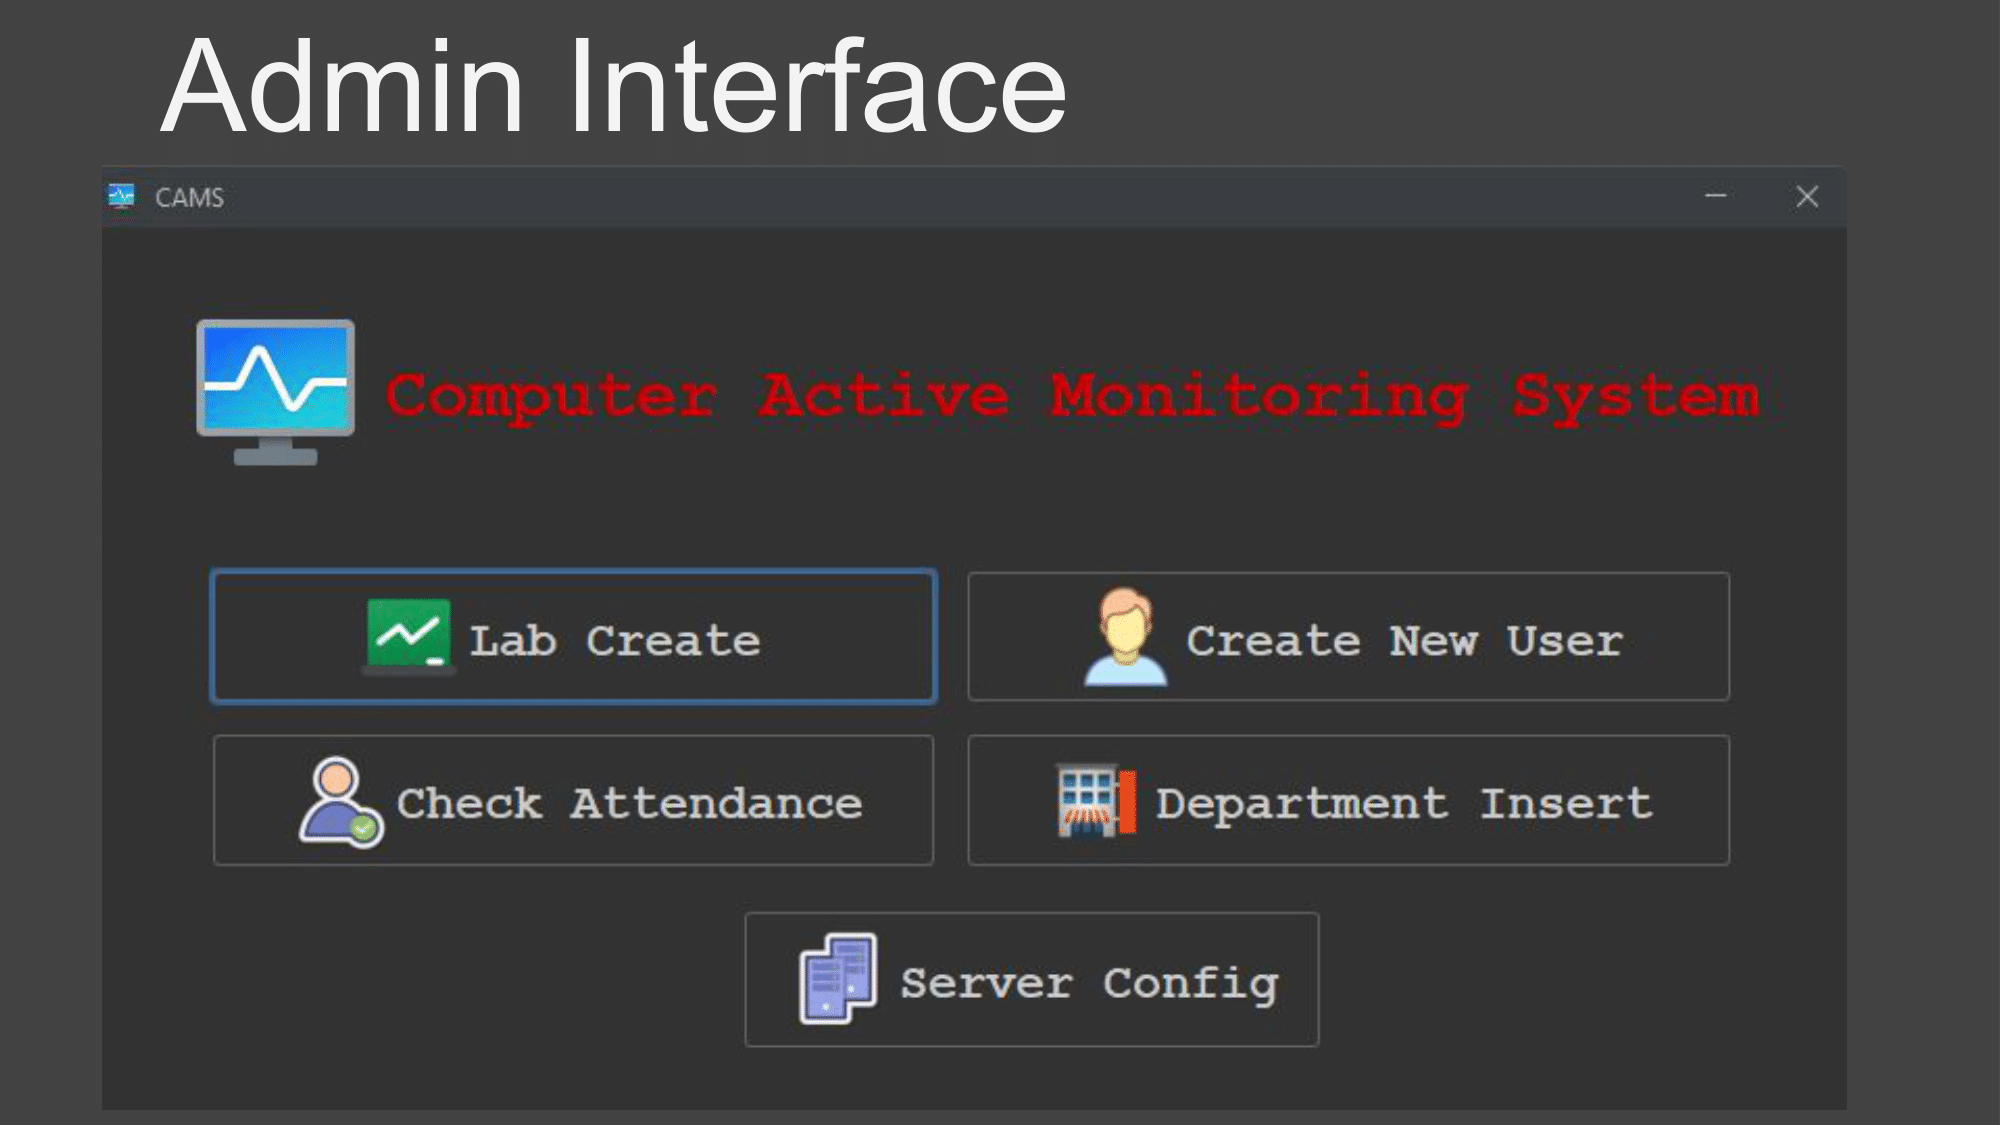 Admin Interface
CAMS
Computer Active Monitoring System
Lab Create
Create New User
Check Attendance
Department Insert
Server Config